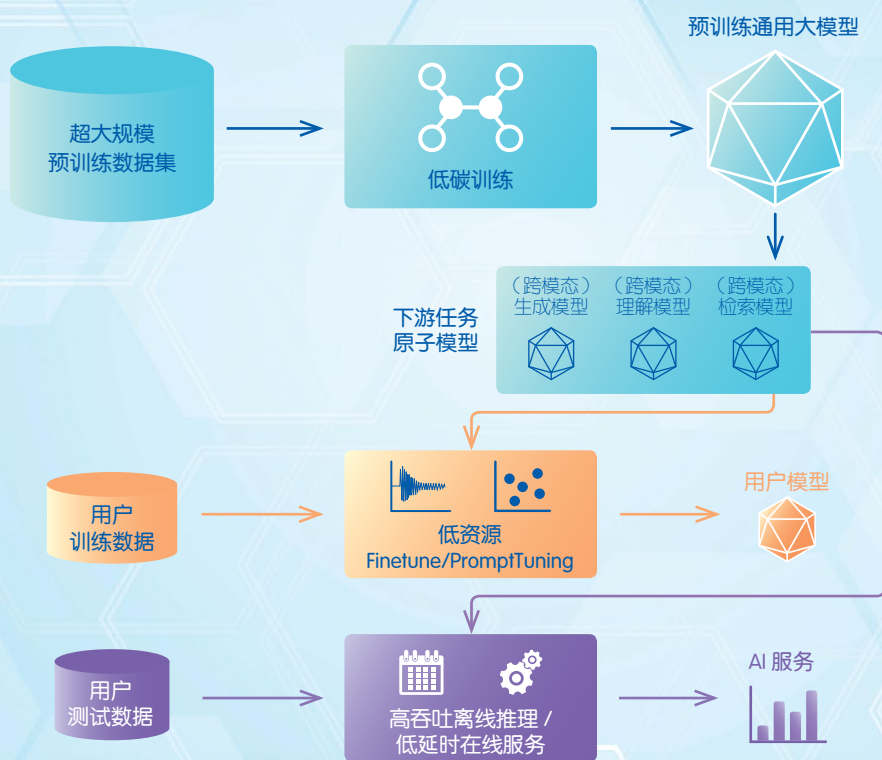 预训练通用大模型
超大规模
预训练数据集
低碳训练
下游任务
原子模型
（跨模态）
生成模型
（跨模态）
理解模型
（跨模态）
检索模型
用户
训练数据
低资源
Finetune/PromptTuning
用户模型
用户
测试数据
高吞吐离线推理 /
低延时在线服务
AI 服务